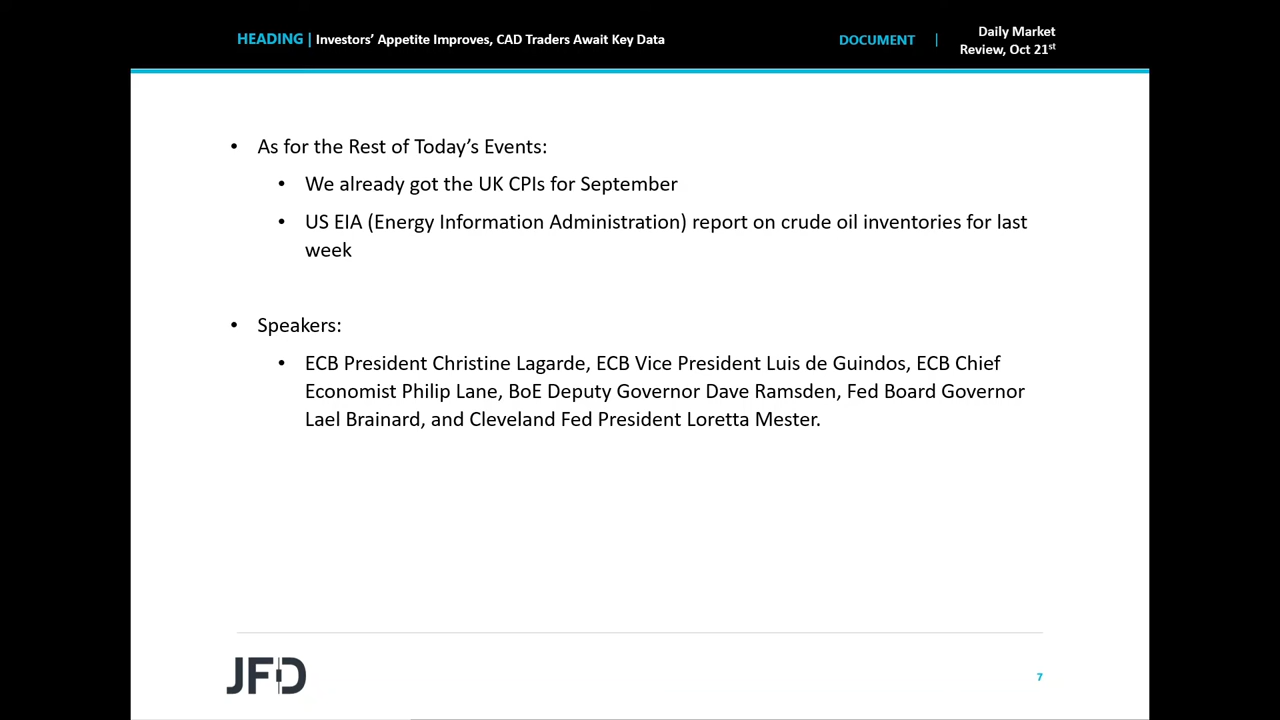 HEADING | Investors’ Appetite Improves, CAD Traders Await Key Data
DOCUMENT | Daily Market
Review, Oct 21st
• As for the Rest of Today’s Events:
• We already got the UK CPIs for September
• US EIA (Energy Information Administration) report on crude oil inventories for last
week
• Speakers:
• ECB President Christine Lagarde, ECB Vice President Luis de Guindos, ECB Chief
Economist Philip Lane, BoE Deputy Governor Dave Ramsden, Fed Board Governor
Lael Brainard, and Cleveland Fed President Loretta Mester.
JFD
7